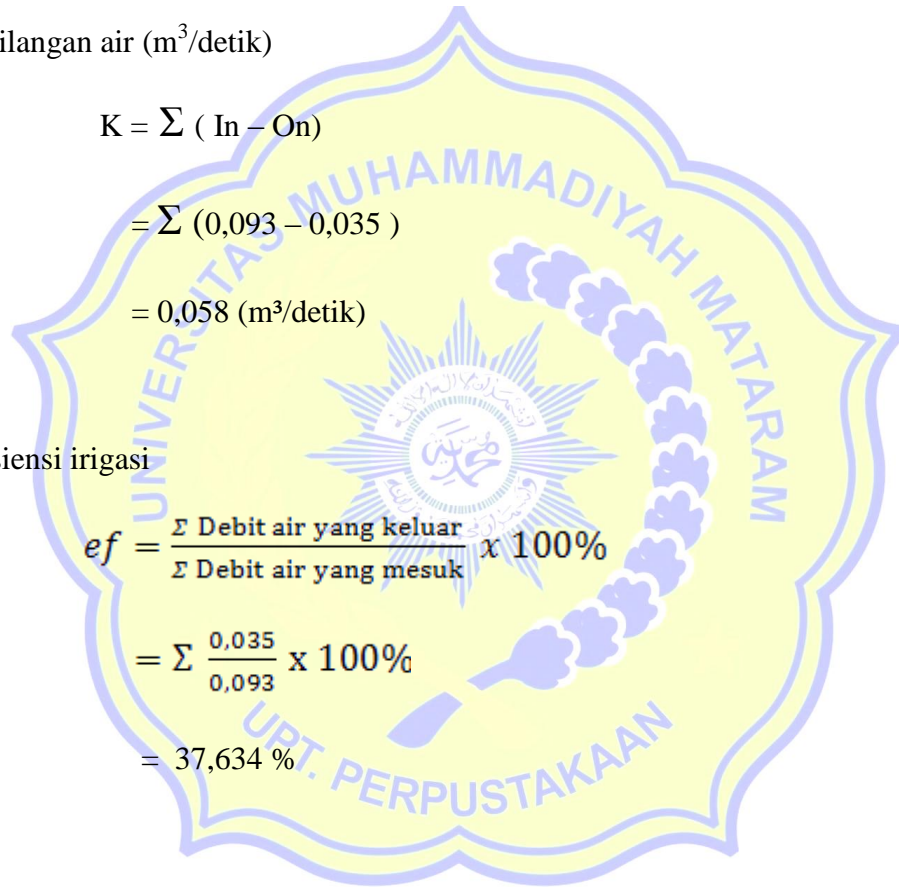 ilangan air (m³/detik)
K = Σ ( In – On)
= Σ (0,093 – 0,035 )
= 0,058 (m³/detik)
siensi irigasi
ef = Σ Debit air yang keluar / Σ Debit air yang mesuk x 100%
= Σ 0,035 / 0,093 x 100%
= 37,634 %
UNIVERSITAS MUHAMMADIYAH MATARAM
UPT. PERPUSTAKAAN